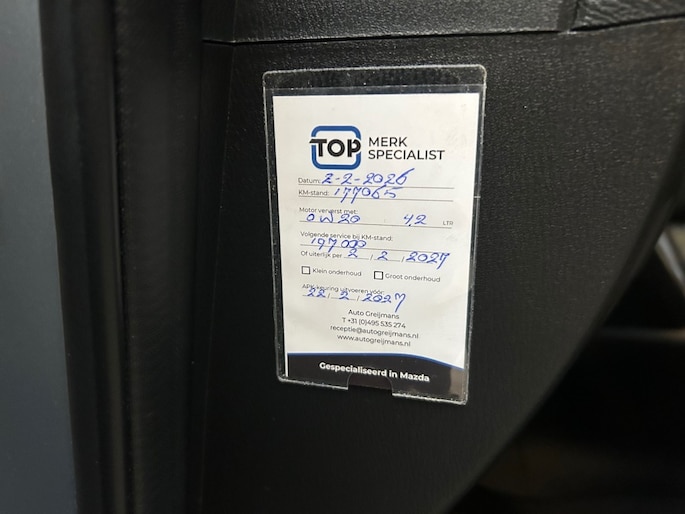 TOP MERK
SPECIALIST
Datum: 2-2-2026
KM-stand: 177065
Motor ververst met:
0W20 4,2 LTR
Volgende service bij KM-stand:
197000
Of uiterlijk per 2 / 2 / 2027
Klein onderhoud Groot onderhoud
APK-keuring uitvoeren vóór:
22 / 2 / 2027
Auto Greijmans
T +31 (0)495 535 274
receptie@autogreijmans.nl
www.autogreijmans.nl
Gespecialiseerd in Mazda